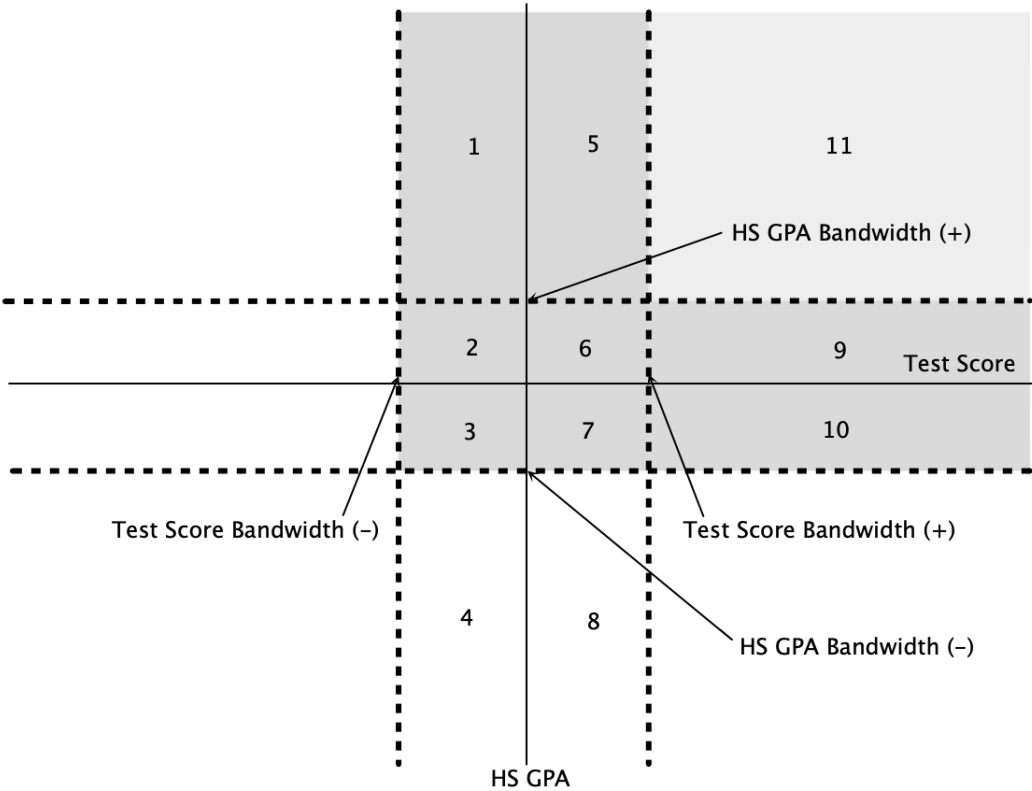 1
5
11
HS GPA Bandwidth (+)
2
6
9
Test Score
3
7
10
Test Score Bandwidth (–)
Test Score Bandwidth (+)
4
8
HS GPA Bandwidth (–)
HS GPA